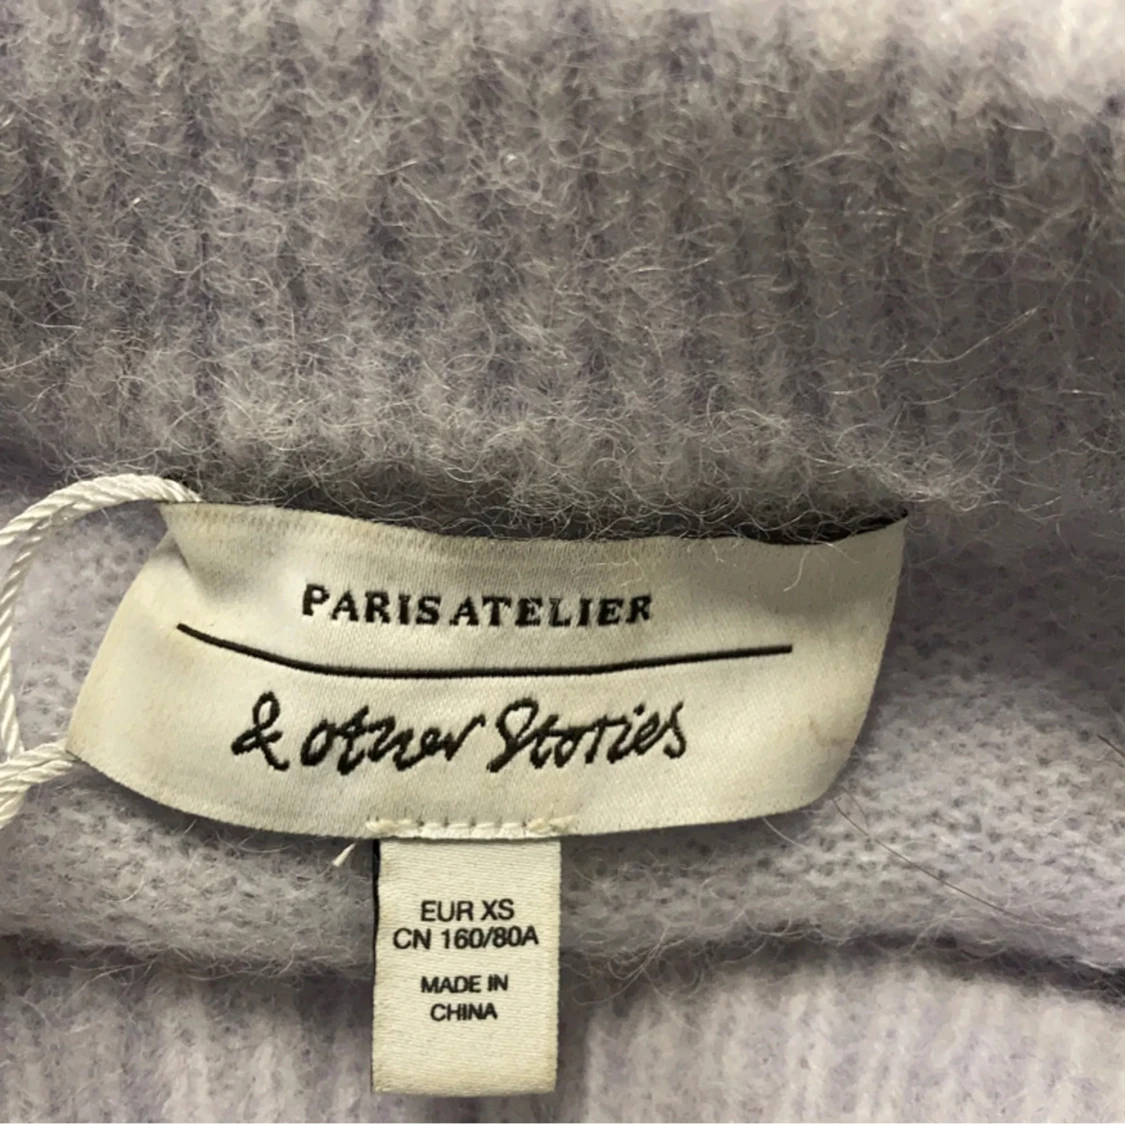 PARIS ATELIER
& other Stories
EUR XS
CN 160/80A
MADE IN
CHINA